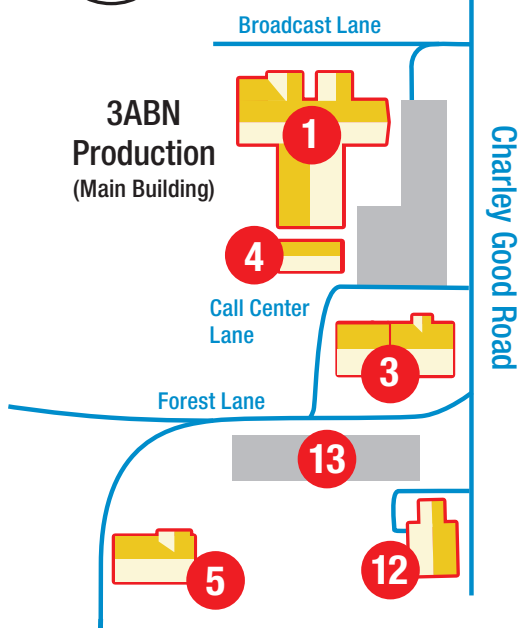 Broadcast Lane
3ABN
Production
(Main Building)
1
4
Charley Good Road
Call Center
Lane
3
Forest Lane
13
5
12